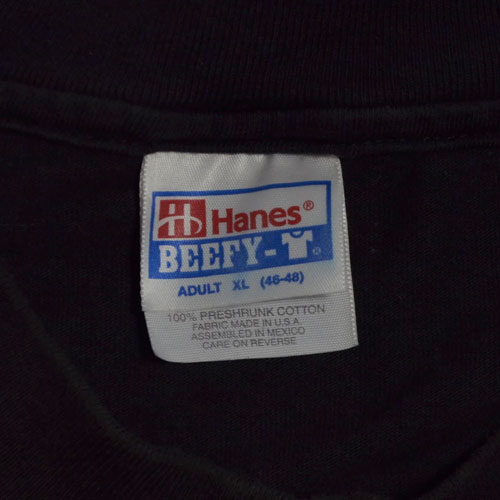 Hanes®
BEEFY-T®
ADULT XL (46-48)
100% PRESHRUNK COTTON
FABRIC MADE IN U.S.A.
ASSEMBLED IN MEXICO
CARE ON REVERSE